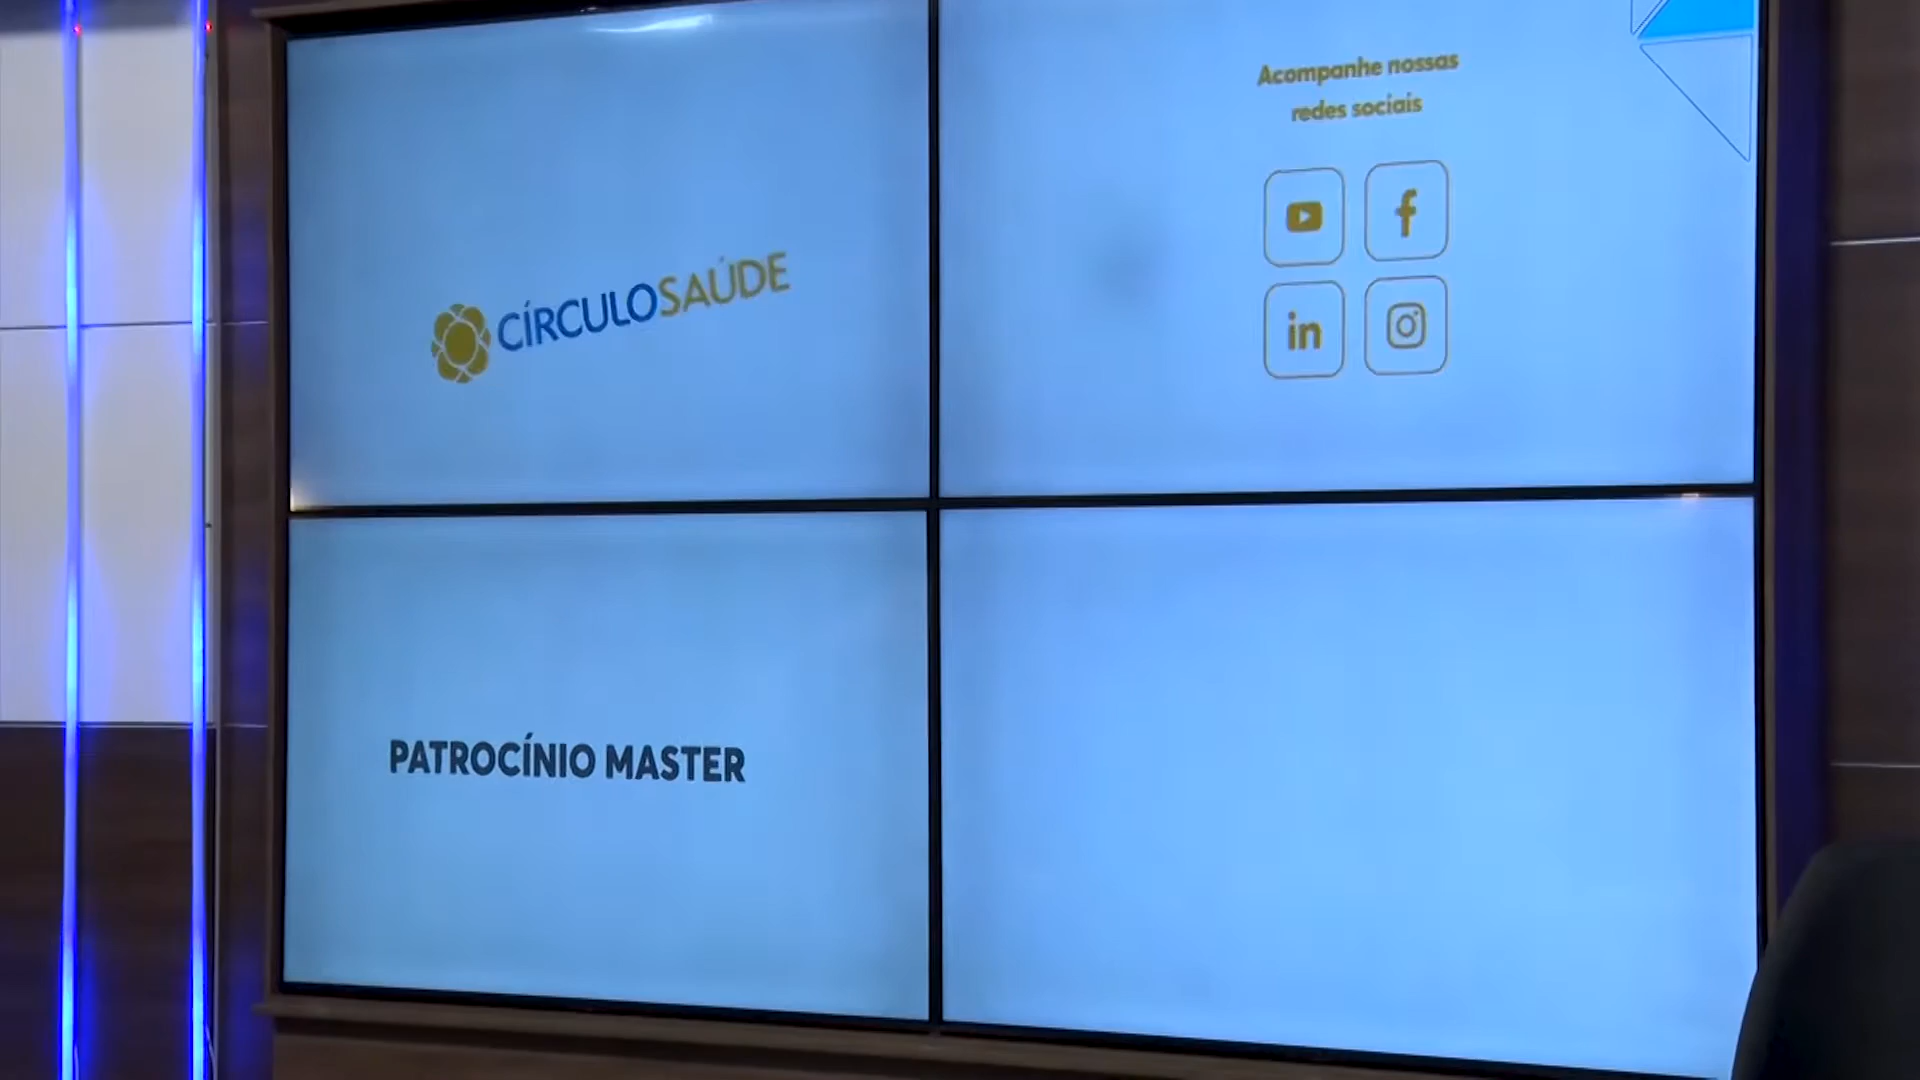 CÍRCULOSAÚDE
Acompanhe nossas
redes sociais
in
PATROCÍNIO MASTER